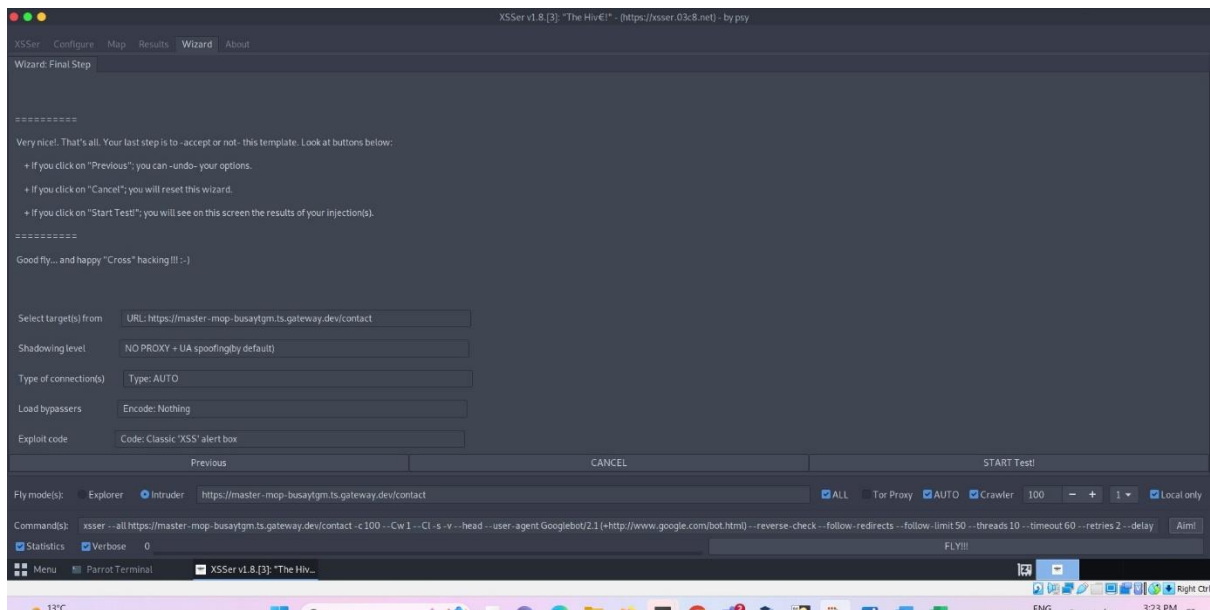 XSSer v1.8.[3]: "The Hiv€!" - (https://xsser.03c8.net) - by psy
XSSer Configure Map Results Wizard About
Wizard: Final Step
==========
Very nice!. That's all. Your last step is to -accept or not- this template. Look at buttons below:
+ If you click on "Previous"; you can -undo- your options.
+ If you click on "Cancel"; you will reset this wizard.
+ If you click on "Start Test!"; you will see on this screen the results of your injection(s).
==========
Good fly... and happy "Cross" hacking !!! :-)
Select target(s) from URL: https://master-mop-busaytgm.ts.gateway.dev/contact
Shadowing level NO PROXY + UA spoofing(by default)
Type of connection(s) Type: AUTO
Load bypassers Encode: Nothing
Exploit code Code: Classic 'XSS' alert box
Previous CANCEL START Test!
Fly mode(s): Explorer Intruder https://master-mop-busaytgm.ts.gateway.dev/contact ALL Tor Proxy AUTO Crawler 100 - + 1 Local only
Command(s): xsser --all https://master-mop-busaytgm.ts.gateway.dev/contact -c 100 --Cw 1 --Cl -s -v --head --user-agent Googlebot/2.1 (+http://www.google.com/bot.html) --reverse-check --follow-redirects --follow-limit 50 --threads 10 --timeout 60 --retries 2 --delay Aim!
Statistics Verbose 0 FLY!!!
Menu Parrot Terminal XSSer v1.8.[3]: "The Hiv...
Right Ctr
13°C ENG 3:23 PM